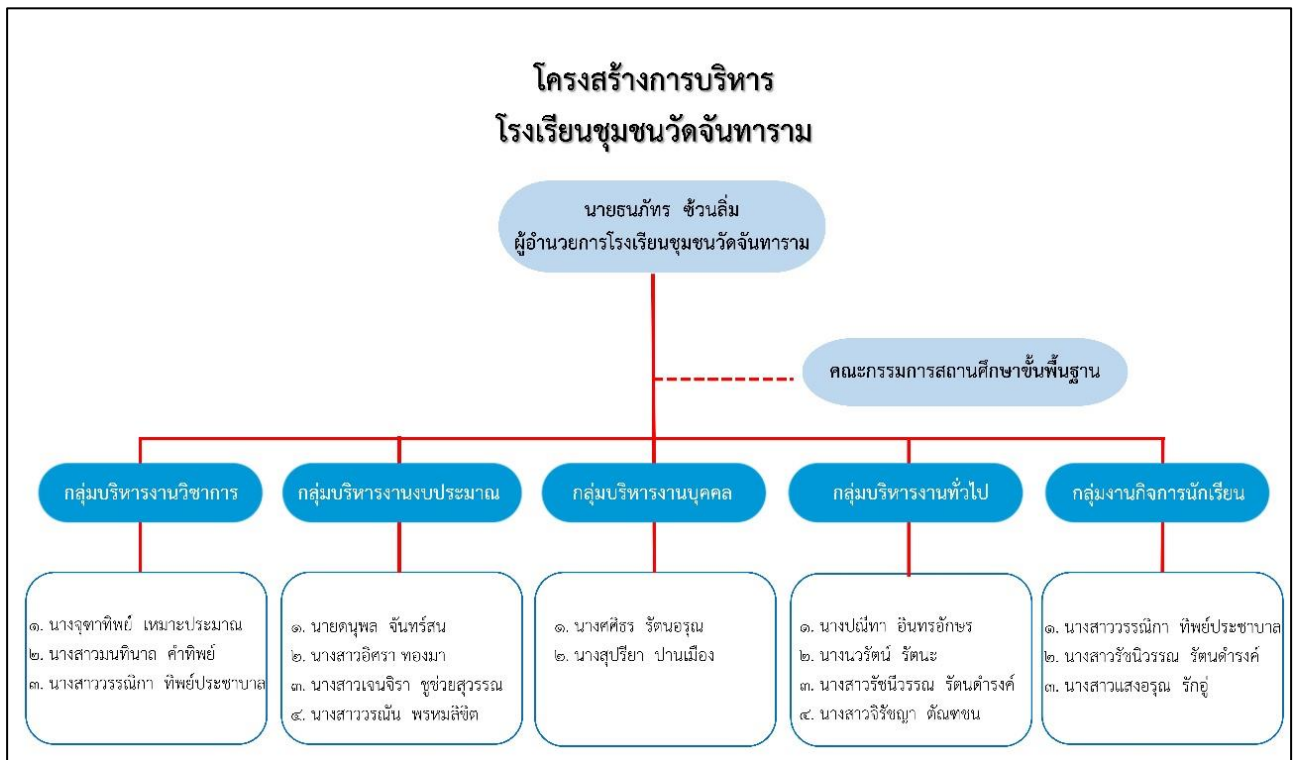 โครงสร้างการบริหาร
โรงเรียนชุมชนวัดจันทาราม
นายธนภัทร ซ้วนลิ่ม
ผู้อำนวยการโรงเรียนชุมชนวัดจันทาราม
คณะกรรมการสถานศึกษาขั้นพื้นฐาน
กลุ่มบริหารงานวิชาการ
กลุ่มบริหารงานงบประมาณ
กลุ่มบริหารงานบุคคล
กลุ่มบริหารงานทั่วไป
กลุ่มงานกิจการนักเรียน
๑. นางจุฑาทิพย์ เหมาะประมาณ
๒. นางสาวมนทินาถ คำทิพย์
๓. นางสาววรรณิกา ทิพย์ประชาบาล
๑. นายดนุพล จันทร์สน
๒. นางสาวอิศรา ทองมา
๓. นางสาวเจนจิรา ชูช่วยสุวรรณ
๔. นางสาววรณัน พรหมลิขิต
๑. นางศศิธร รัตนอรุณ
๒. นางสุปรียา ปานเมือง
๑. นางปณิทา อินทรอักษร
๒. นางนวรัตน์ รัตนะ
๓. นางสาวรัชนีวรรณ รัตนดำรงค์
๔. นางสาวจิรัชญา ตัณฑชน
๑. นางสาววรรณิกา ทิพย์ประชาบาล
๒. นางสาวรัชนิวรรณ รัตนดำรงค์
๓. นางสาวแสงอรุณ รักอู่